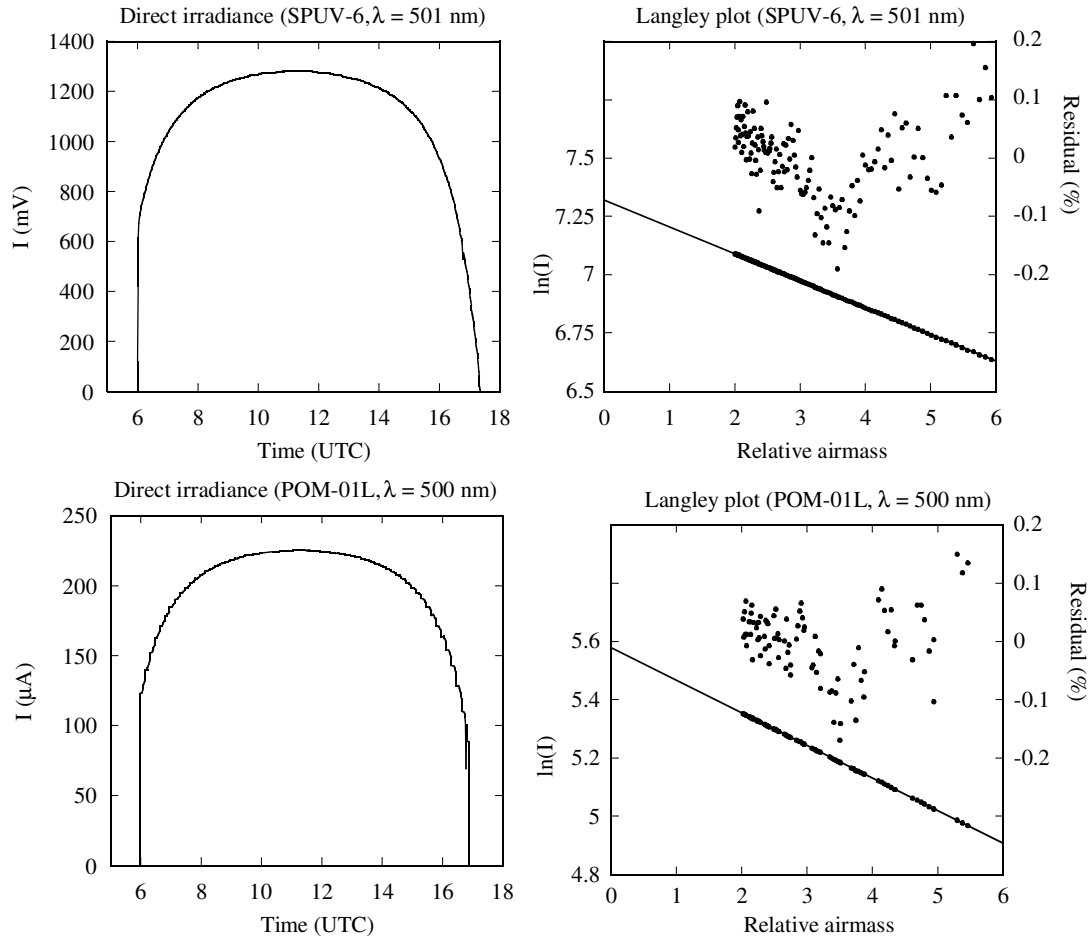 Direct irradiance (SPUV-6, λ = 501 nm)
1400
1200
1000
800
600
400
200
0
I (mV)
6 8 10 12 14 16 18
Time (UTC)
Langley plot (SPUV-6, λ = 501 nm)
7.5
7.25
7
6.75
6.5
ln(I)
0.2
0.1
0
-0.1
-0.2
Residual (%)
0 1 2 3 4 5 6
Relative airmass
Direct irradiance (POM-01L, λ = 500 nm)
250
200
150
100
50
0
I (μA)
6 8 10 12 14 16 18
Time (UTC)
Langley plot (POM-01L, λ = 500 nm)
5.6
5.4
5.2
5
4.8
ln(I)
0.2
0.1
0
-0.1
-0.2
Residual (%)
0 1 2 3 4 5 6
Relative airmass